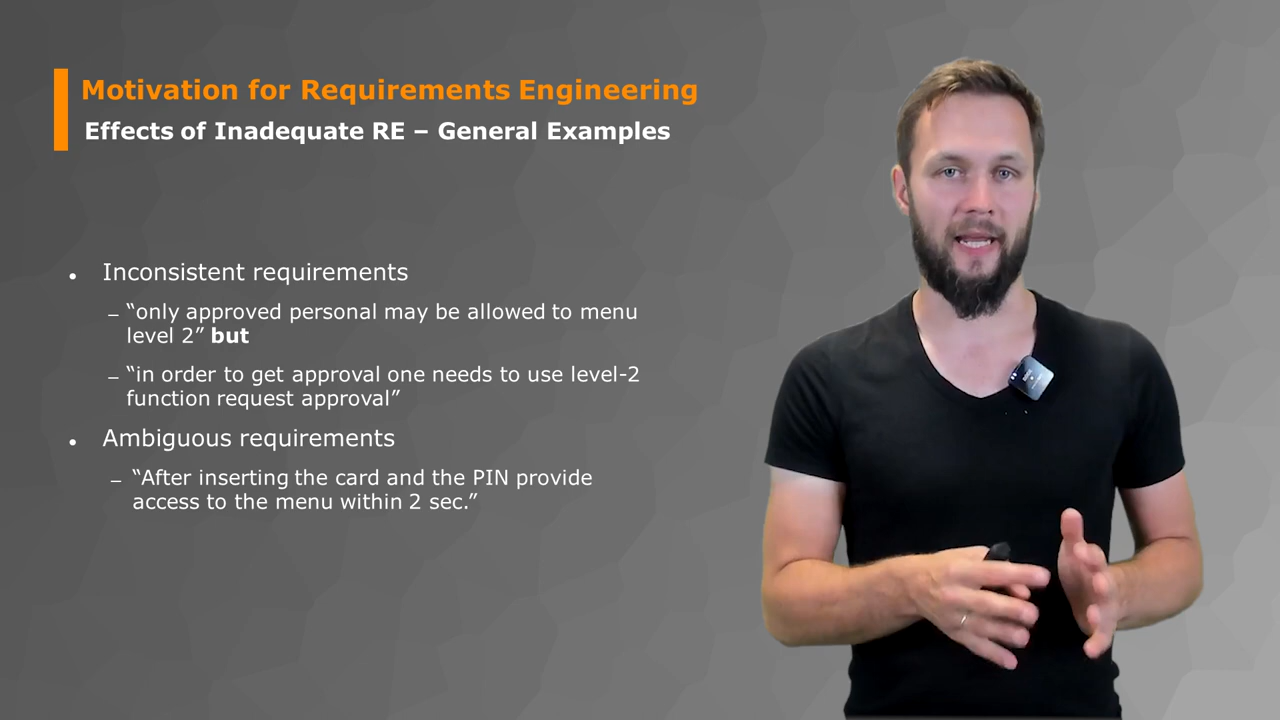 Motivation for Requirements Engineering
Effects of Inadequate RE – General Examples
• Inconsistent requirements
– “only approved personal may be allowed to menu
level 2” but
– “in order to get approval one needs to use level-2
function request approval”
• Ambiguous requirements
– “After inserting the card and the PIN provide
access to the menu within 2 sec.”